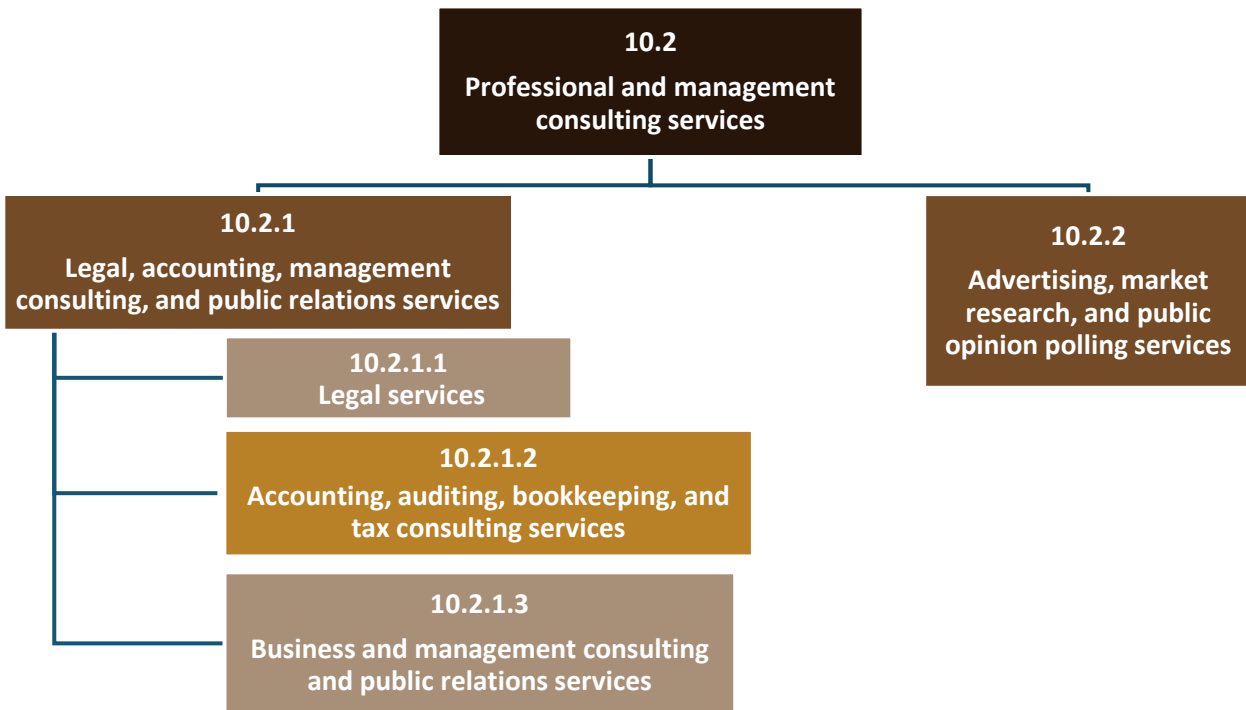 10.2
Professional and management
consulting services
10.2.1
Legal, accounting, management
consulting, and public relations services
10.2.2
Advertising, market
research, and public
opinion polling services
10.2.1.1
Legal services
10.2.1.2
Accounting, auditing, bookkeeping, and
tax consulting services
10.2.1.3
Business and management consulting
and public relations services